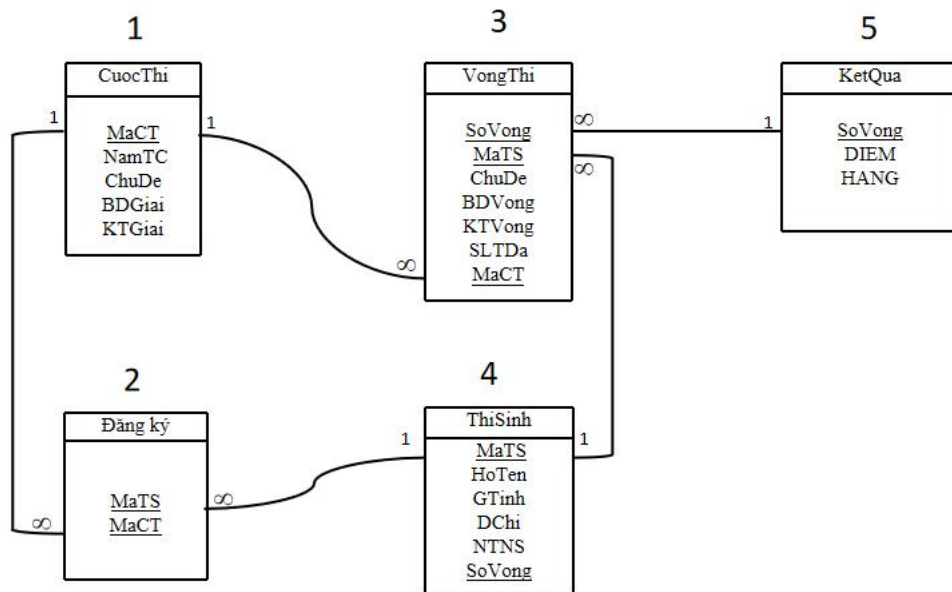 1
CuocThi
MaCT
NamTC
ChuDe
BDGiai
KTGiai
1
1
2
Đăng ký
MaTS
MaCT
∞
∞
3
VongThi
SoVong
MaTS
ChuDe
BDVong
KTVong
SLTDa
MaCT
∞
∞
∞
4
ThiSinh
MaTS
HoTen
GTinh
DChi
NTNS
SoVong
1
1
5
KetQua
SoVong
DIEM
HANG
1